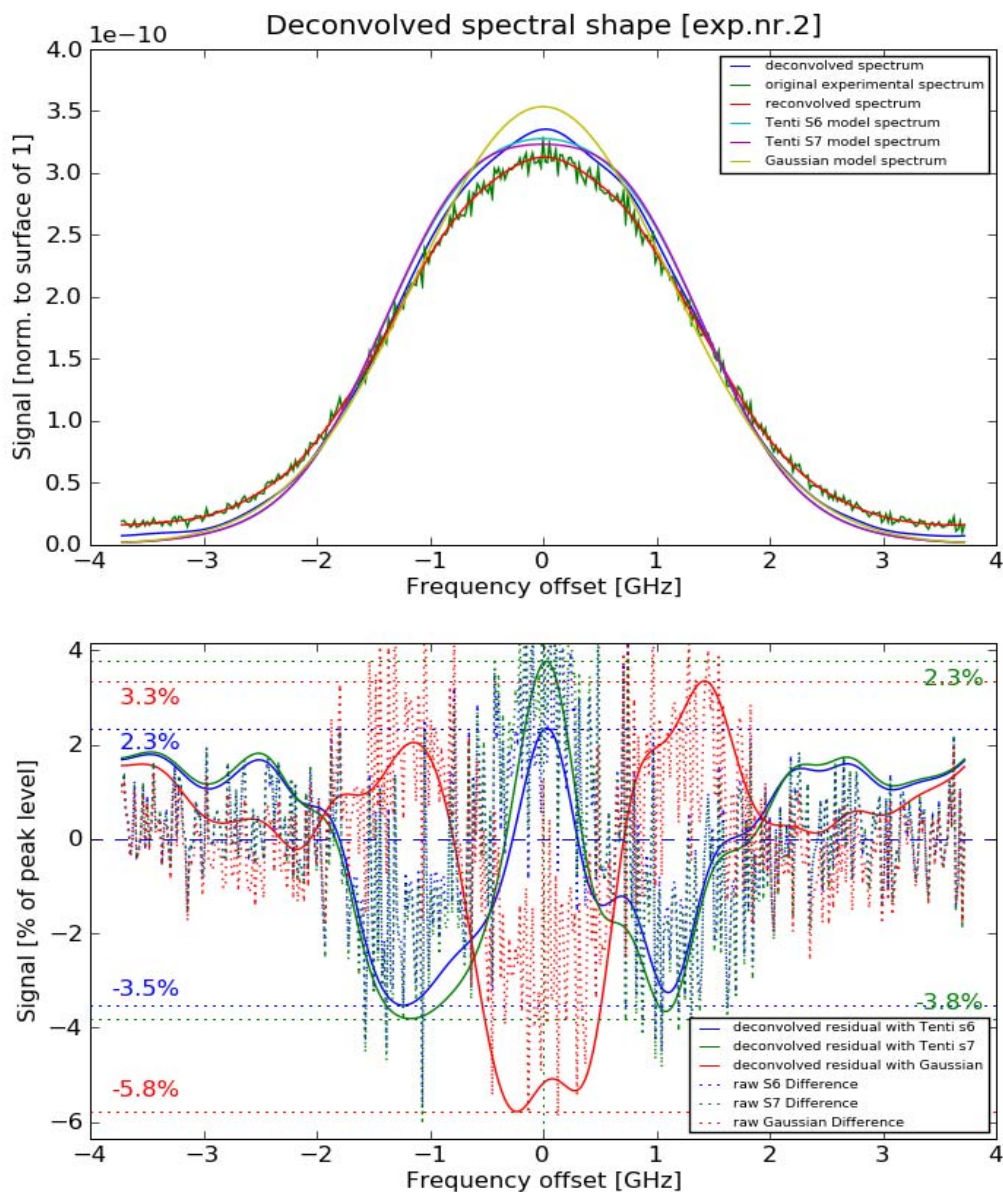 Deconvolved spectral shape [exp.nr.2]
1e−10
4.0
3.5
3.0
2.5
2.0
1.5
1.0
0.5
0.0
Signal [norm. to surface of 1]
deconvolved spectrum
original experimental spectrum
reconvolved spectrum
Tenti S6 model spectrum
Tenti S7 model spectrum
Gaussian model spectrum
−4 −3 −2 −1 0 1 2 3 4
Frequency offset [GHz]
4
2
0
−2
−4
−6
Signal [% of peak level]
3.3%
2.3%
2.3%
-3.5%
-3.8%
-5.8%
deconvolved residual with Tenti s6
deconvolved residual with Tenti s7
deconvolved residual with Gaussian
raw S6 Difference
raw S7 Difference
raw Gaussian Difference
−4 −3 −2 −1 0 1 2 3 4
Frequency offset [GHz]